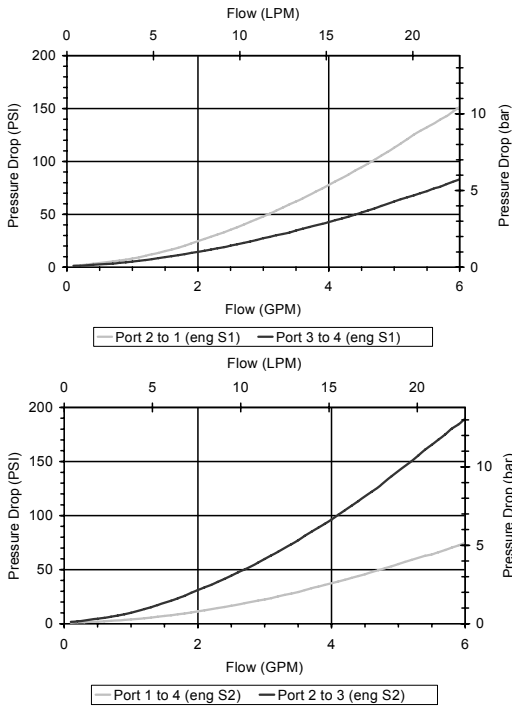 Flow (LPM)
0 5 10 15 20
200
150
100
50
0
Pressure Drop (PSI)
10
5
0
Pressure Drop (bar)
0 2 4 6
Flow (GPM)
Port 2 to 1 (eng S1) Port 3 to 4 (eng S1)
Flow (LPM)
0 5 10 15 20
200
150
100
50
0
Pressure Drop (PSI)
10
5
0
Pressure Drop (bar)
0 2 4 6
Flow (GPM)
Port 1 to 4 (eng S2) Port 2 to 3 (eng S2)